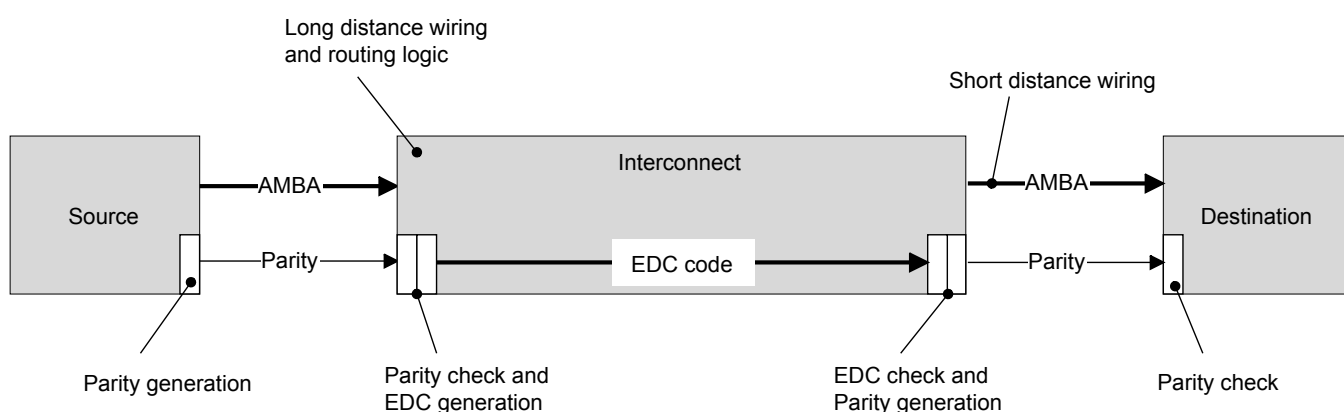 Long distance wiring
and routing logic
Short distance wiring
Interconnect
AMBA
AMBA
Source
Destination
Parity
EDC code
Parity
Parity generation
Parity check and
EDC generation
EDC check and
Parity generation
Parity check